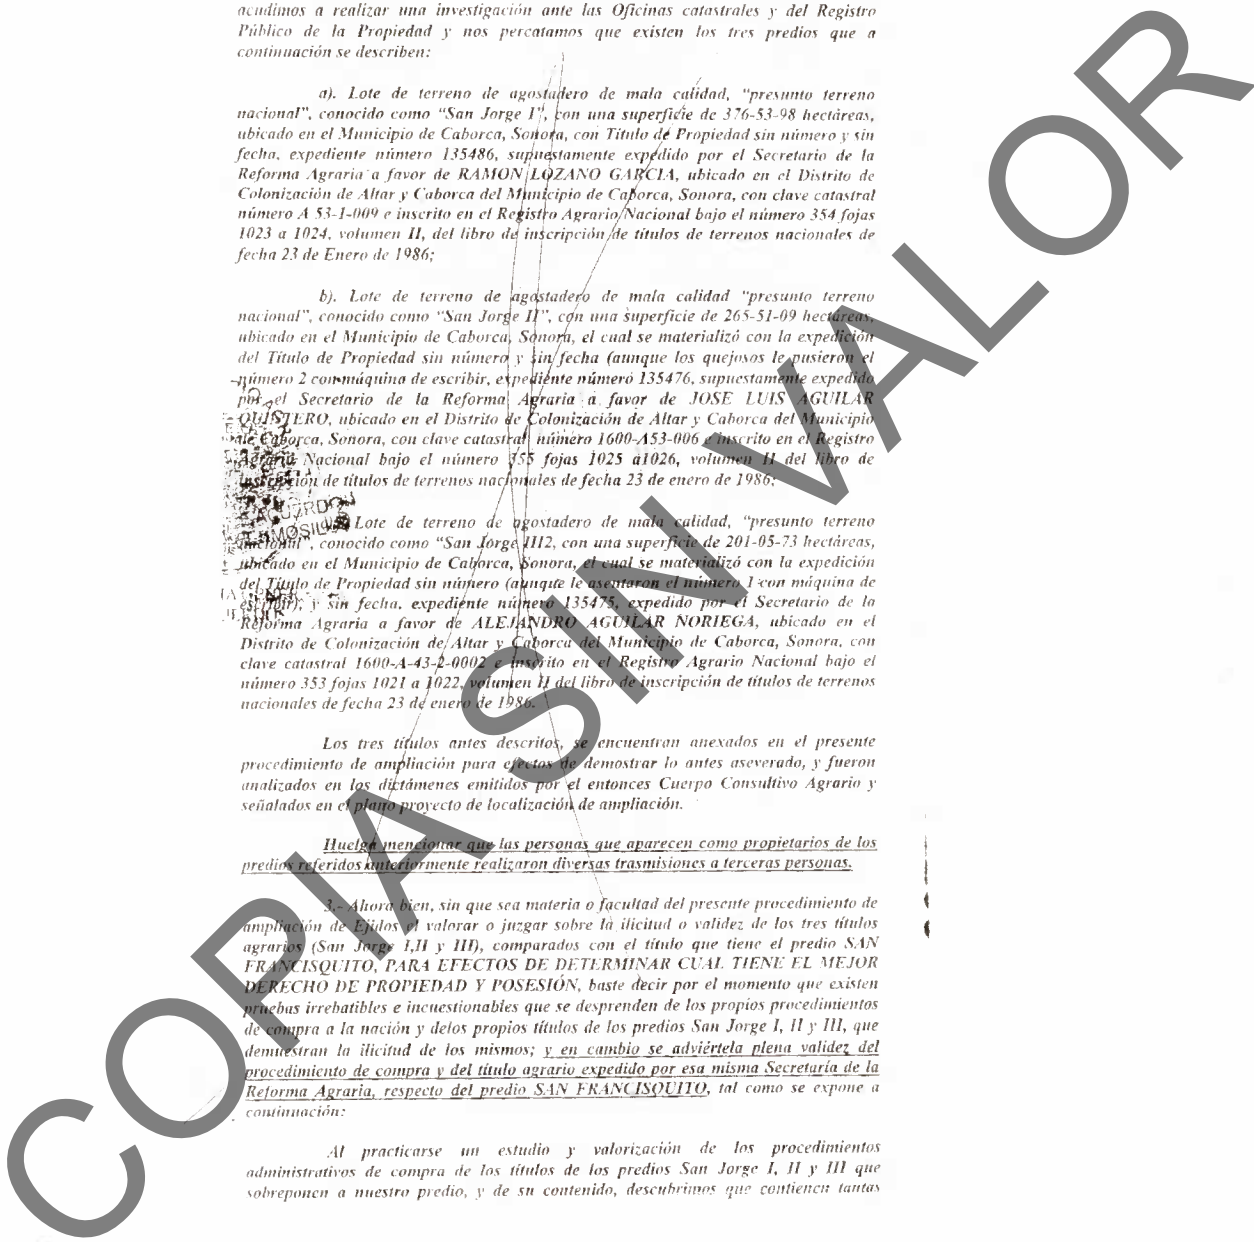 acudimos a realizar una investigación ante las Oficinas catastrales y del Registro
Público de la Propiedad y nos percatamos que existen los tres predios que a
continuación se describen:
a). Lote de terreno de agostadero de mala calidad, "presunto terreno
nacional", conocido como "San Jorge I", con una superficie de 376-53-98 hectáreas,
ubicado en el Municipio de Caborca, Sonora, con Título de Propiedad sin número y sin
fecha, expediente número 135486, supuestamente expedido por el Secretario de la
Reforma Agraria a favor de RAMON LOZANO GARCIA, ubicado en el Distrito de
Colonización de Altar y Caborca del Municipio de Caborca, Sonora, con clave catastral
número A 53-1-009 e inscrito en el Registro Agrario Nacional bajo el número 354 fojas
1023 a 1024, volumen II, del libro de inscripción de títulos de terrenos nacionales de
fecha 23 de Enero de 1986;
b). Lote de terreno de agostadero de mala calidad "presunto terreno
nacional", conocido como "San Jorge II", con una superficie de 265-51-09 hectáreas,
ubicado en el Municipio de Caborca, Sonora, el cual se materializó con la expedición
del Título de Propiedad sin número y sin fecha (aunque los quejosos le pusieron el
número 2 con máquina de escribir, expediente número 135476, supuestamente expedido
por el Secretario de la Reforma Agraria a favor de JOSE LUIS AGUILAR
QUINTERO, ubicado en el Distrito de Colonización de Altar y Caborca del Municipio
de Caborca, Sonora, con clave catastral número 1600-A53-006 e inscrito en el Registro
Agrario Nacional bajo el número 355 fojas 1025 a1026, volumen II del libro de
inscripción de títulos de terrenos nacionales de fecha 23 de enero de 1986;
ACUERDO
Lote de terreno de agostadero de mala calidad, "presunto terreno
nacional", conocido como "San Jorge III2, con una superficie de 201-05-73 hectáreas,
ubicado en el Municipio de Caborca, Sonora, el cual se materializó con la expedición
del Título de Propiedad sin número (aunque le asentaron el número 1 con máquina de
escribir), y sin fecha, expediente número 135475, expedido por el Secretario de la
Reforma Agraria a favor de ALEJANDRO AGUILAR NORIEGA, ubicado en el
Distrito de Colonización de Altar y Caborca del Municipio de Caborca, Sonora, con
clave catastral 1600-A-43-2-0002 e inscrito en el Registro Agrario Nacional bajo el
número 353 fojas 1021 a 1022, volumen II del libro de inscripción de títulos de terrenos
nacionales de fecha 23 de enero de 1986.
Los tres títulos antes descritos, se encuentran anexados en el presente
procedimiento de ampliación para efectos de demostrar lo antes aseverado, y fueron
analizados en los dictámenes emitidos por el entonces Cuerpo Consultivo Agrario y
señalados en el plano proyecto de localización de ampliación.
Huelga mencionar que las personas que aparecen como propietarios de los
predios referidos anteriormente realizaron diversas trasmisiones a terceras personas.
3.- Ahora bien, sin que sea materia o facultad del presente procedimiento de
ampliación de Ejidos el valorar o juzgar sobre la ilicitud o validez de los tres títulos
agrarios (San Jorge I,II y III), comparados con el título que tiene el predio SAN
FRANCISQUITO, PARA EFECTOS DE DETERMINAR CUAL TIENE EL MEJOR
DERECHO DE PROPIEDAD Y POSESIÓN, baste decir por el momento que existen
pruebas irrebatibles e incuestionables que se desprenden de los propios procedimientos
de compra a la nación y delos propios títulos de los predios San Jorge I, II y III, que
demuestran la ilicitud de los mismos; y en cambio se adviértela plena validez del
procedimiento de compra y del título agrario expedido por esa misma Secretaría de la
Reforma Agraria, respecto del predio SAN FRANCISQUITO, tal como se expone a
continuación:
Al practicarse un estudio y valorización de los procedimientos
administrativos de compra de los títulos de los predios San Jorge I, II y III que
sobreponen a nuestro predio, y de su contenido, descubrimos que contienen tantas
COPIA SIN VALOR